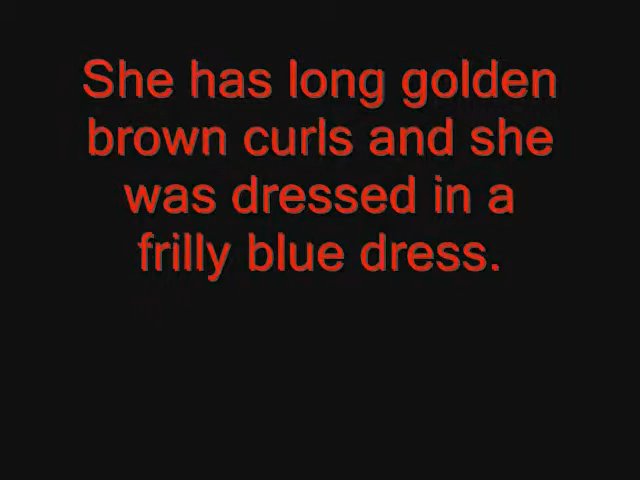 She has long golden
brown curls and she
was dressed in a
frilly blue dress.